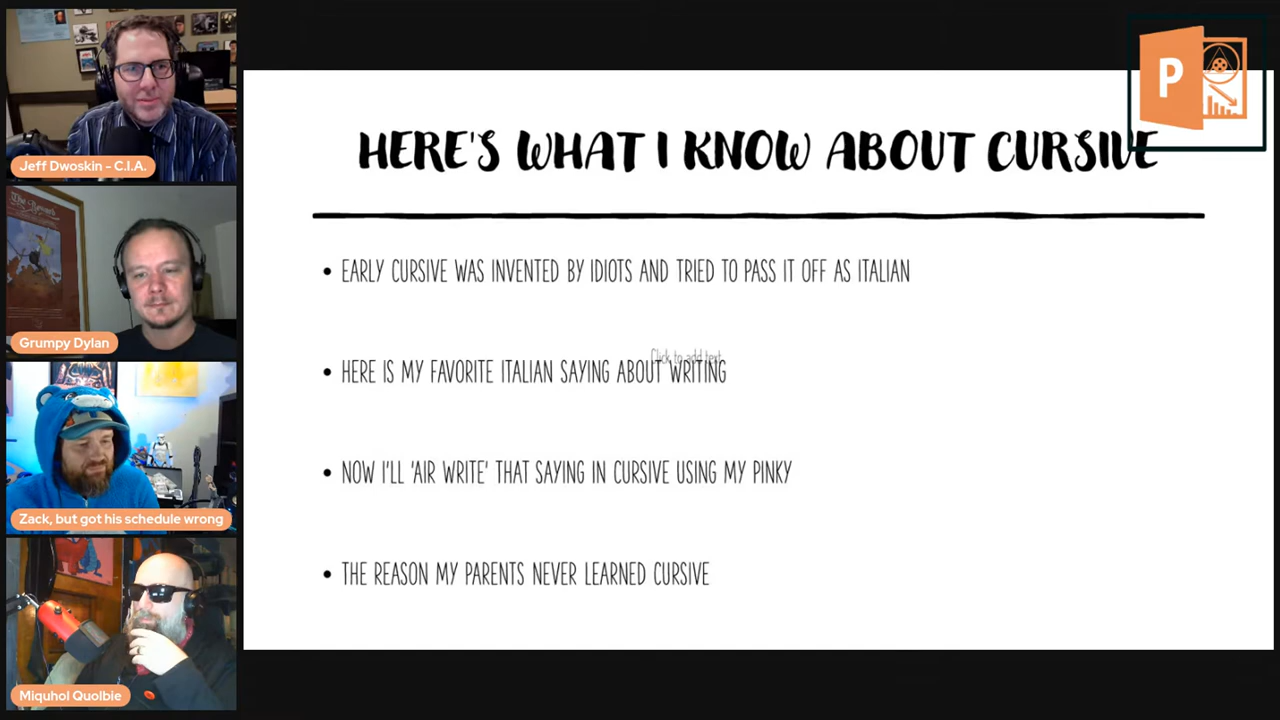 Jeff Dwoskin - C.I.A.
The Record
Grumpy Dylan
Zack, but got his schedule wrong
Miquhol Quolbie
P
HERE'S WHAT I KNOW ABOUT CURSIVE
• EARLY CURSIVE WAS INVENTED BY IDIOTS AND TRIED TO PASS IT OFF AS ITALIAN
Click to add text
• HERE IS MY FAVORITE ITALIAN SAYING ABOUT WRITING
• NOW I'LL 'AIR WRITE' THAT SAYING IN CURSIVE USING MY PINKY
• THE REASON MY PARENTS NEVER LEARNED CURSIVE